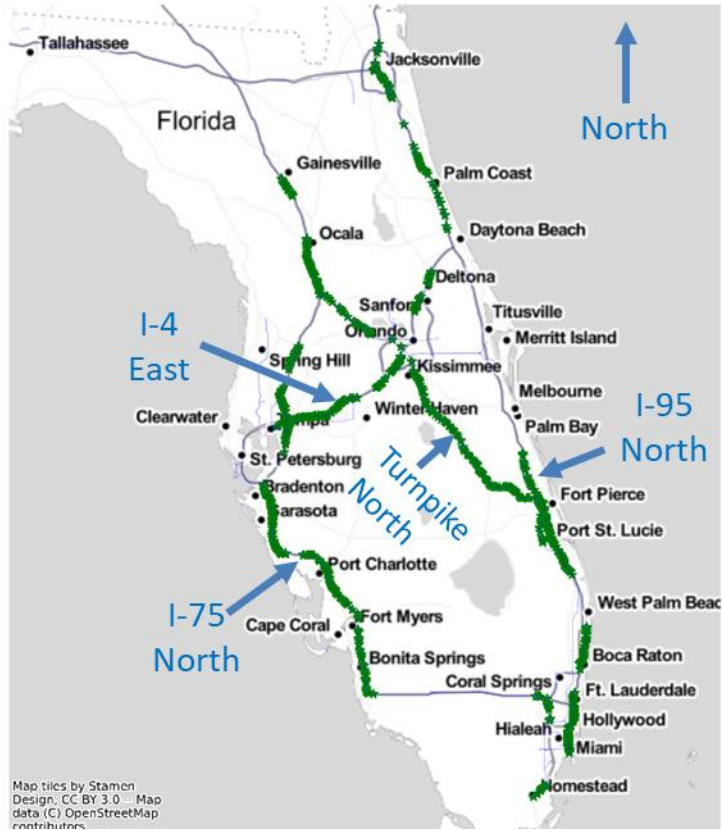 Tallahassee
Jacksonville
Florida
North
Gainesville
Palm Coast
Ocala
Daytona Beach
Deltona
Sanfor
Titusville
I-4
East
Orlando
Merritt Island
Spring Hill
Kissimmee
Melbourne
I-95
North
Clearwater
Winter Haven
Palm Bay
Tampa
St. Petersburg
Turnpike
North
Bradenton
Fort Pierce
Sarasota
Port St. Lucie
Port Charlotte
I-75
North
West Palm Beac
Cape Coral
Fort Myers
Bonita Springs
Boca Raton
Coral Springs
Ft. Lauderdale
Hialeah
Hollywood
Miami
Homestead
Map tiles by Stamen
Design, CC BY 3.0 -- Map
data (C) OpenStreetMap
contributors